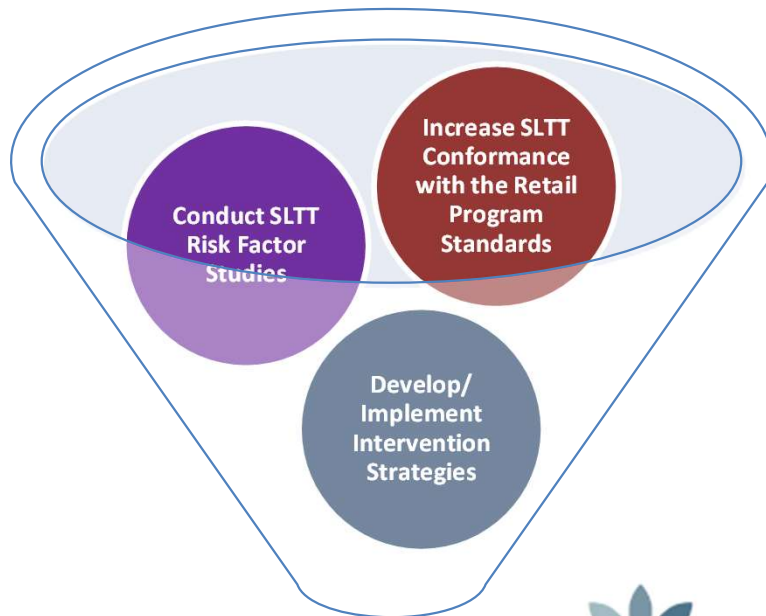 Increase SLTT
Conformance
with the Retail
Program
Standards
Conduct SLTT
Risk Factor
Studies
Develop/
Implement
Intervention
Strategies